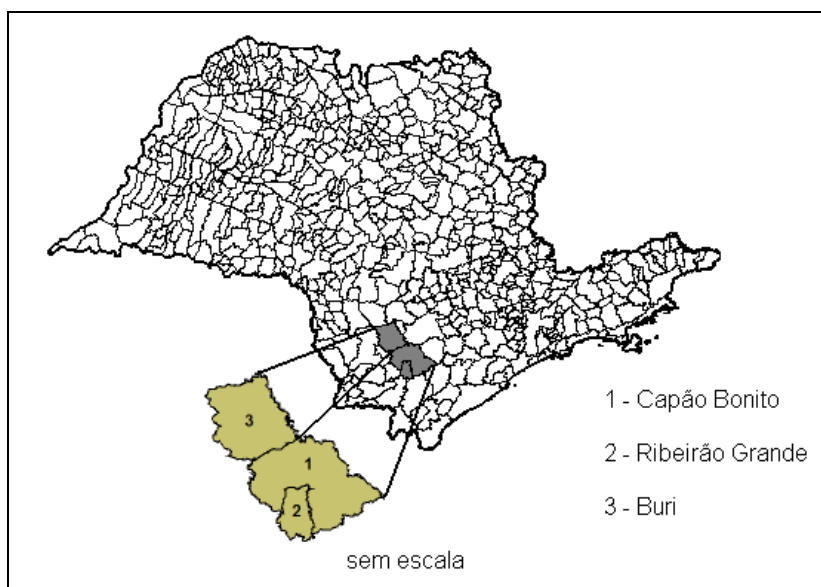 3
1
2
1 - Capão Bonito
2 - Ribeirão Grande
3 - Buri
sem escala